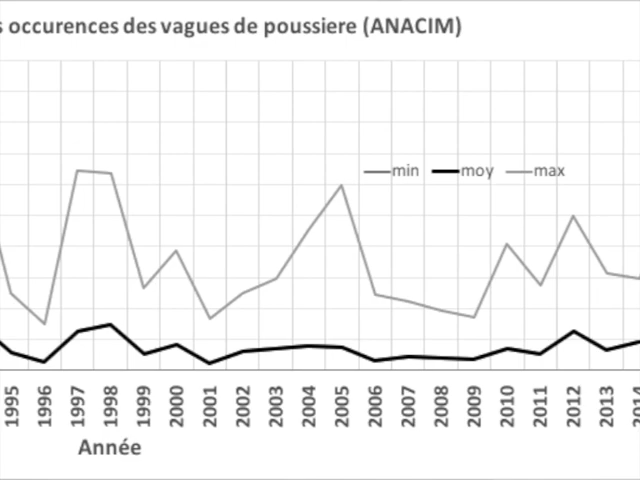 s occurences des vagues de poussiere (ANACIM)
min moy max
1995 1996 1997 1998 1999 2000 2001 2002 2003 2004 2005 2006 2007 2008 2009 2010 2011 2012 2013 2014
Année